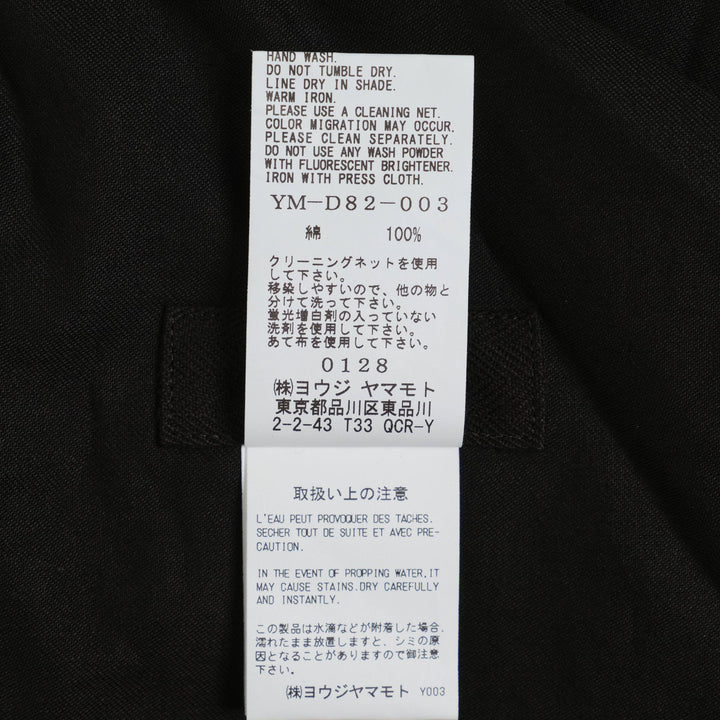 HAND WASH.
DO NOT TUMBLE DRY.
LINE DRY IN SHADE.
WARM IRON.
PLEASE USE A CLEANING NET.
COLOR MIGRATION MAY OCCUR.
PLEASE CLEAN SEPARATELY.
DO NOT USE ANY WASH POWDER
WITH FLUORESCENT BRIGHTENER.
IRON WITH PRESS CLOTH.
YM-D82-003
綿 100%
クリーニングネットを使用
して下さい。
移染しやすいので、他の物と
分けて洗って下さい。
蛍光増白剤の入っていない
洗剤を使用して下さい。
あて布を使用して下さい。
0128
㈱ヨウジ ヤマモト
東京都品川区東品川
2-2-43 T33 QCR-Y
取扱い上の注意
L'EAU PEUT PROVOQUER DES TACHES.
SECHER TOUT DE SUITE ET AVEC PRE-
CAUTION.
IN THE EVENT OF PROPPING WATER,IT
MAY CAUSE STAINS.DRY CAREFULLY
AND INSTANTLY.
この製品は水滴などが附着した場合、
濡れたまま放置しますと、シミの原
因となることがありますので御注意
下さい。
㈱ヨウジヤマモト Y003